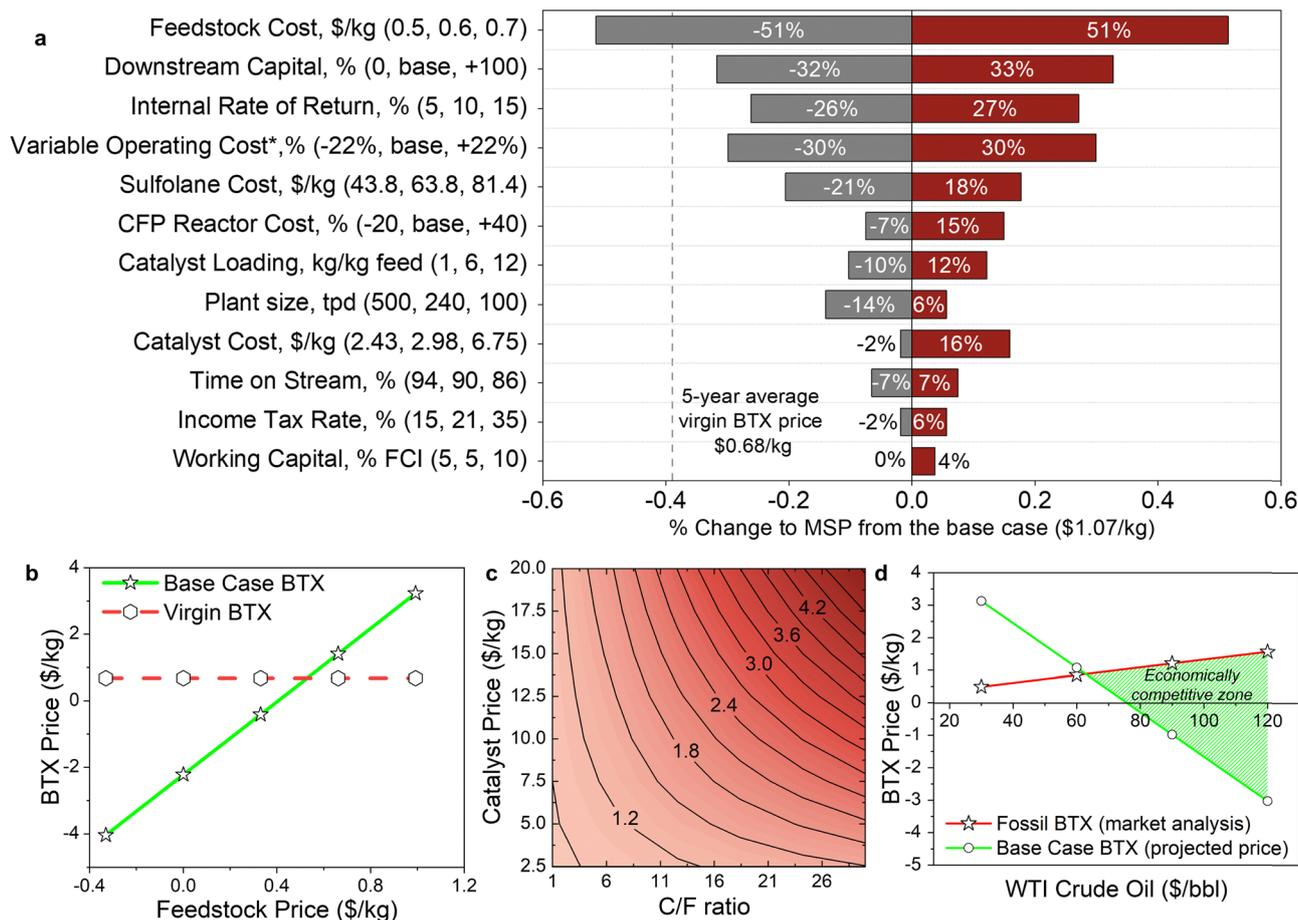 a
Feedstock Cost, $/kg (0.5, 0.6, 0.7)
-51%
51%
Downstream Capital, % (0, base, +100)
-32%
33%
Internal Rate of Return, % (5, 10, 15)
-26%
27%
Variable Operating Cost*,% (-22%, base, +22%)
-30%
30%
Sulfolane Cost, $/kg (43.8, 63.8, 81.4)
-21%
18%
CFP Reactor Cost, % (-20, base, +40)
-7%
15%
Catalyst Loading, kg/kg feed (1, 6, 12)
-10%
12%
Plant size, tpd (500, 240, 100)
-14%
6%
Catalyst Cost, $/kg (2.43, 2.98, 6.75)
-2%
16%
Time on Stream, % (94, 90, 86)
-7%
7%
Income Tax Rate, % (15, 21, 35)
-2%
6%
Working Capital, % FCI (5, 5, 10)
0%
4%
5-year average
virgin BTX price
$0.68/kg
-0.6 -0.4 -0.2 0.0 0.2 0.4 0.6
% Change to MSP from the base case ($1.07/kg)
b
Base Case BTX
Virgin BTX
BTX Price ($/kg)
4
2
0
-2
-4
-0.4 0.0 0.4 0.8 1.2
Feedstock Price ($/kg)
c
Catalyst Price ($/kg)
20.0
17.5
15.0
12.5
10.0
7.5
5.0
2.5
4.2
3.6
3.0
2.4
1.8
1.2
1 6 11 16 21 26
C/F ratio
d
BTX Price ($/kg)
4
3
2
1
0
-1
-2
-3
-4
-5
Economically
competitive zone
20 40 60 80 100 120
Fossil BTX (market analysis)
Base Case BTX (projected price)
WTI Crude Oil ($/bbl)